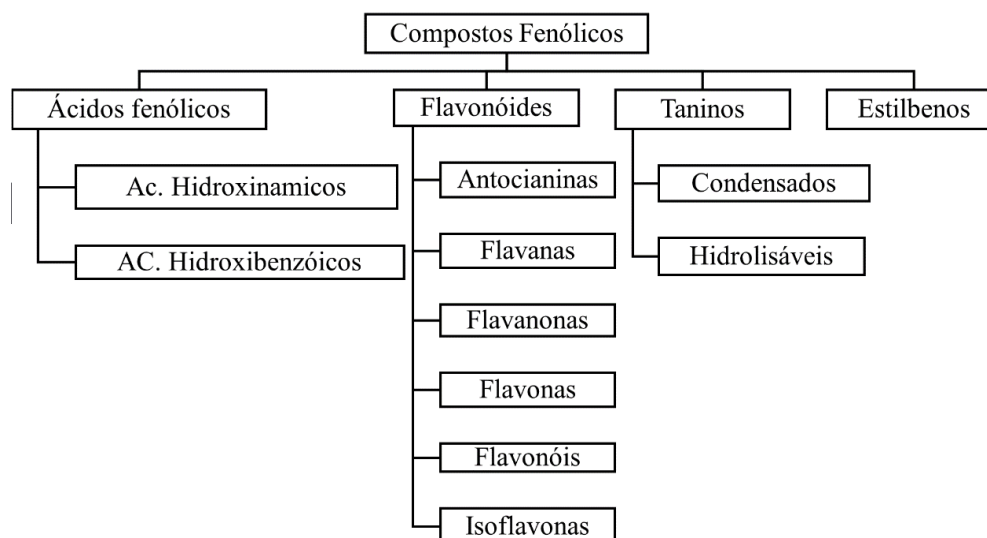 Compostos Fenólicos
Ácidos fenólicos
Flavonóides
Taninos
Estilbenos
Ac. Hidroxinamicos
AC. Hidroxibenzóicos
Antocianinas
Flavanas
Flavanonas
Flavonas
Flavonóis
Isoflavonas
Condensados
Hidrolisáveis